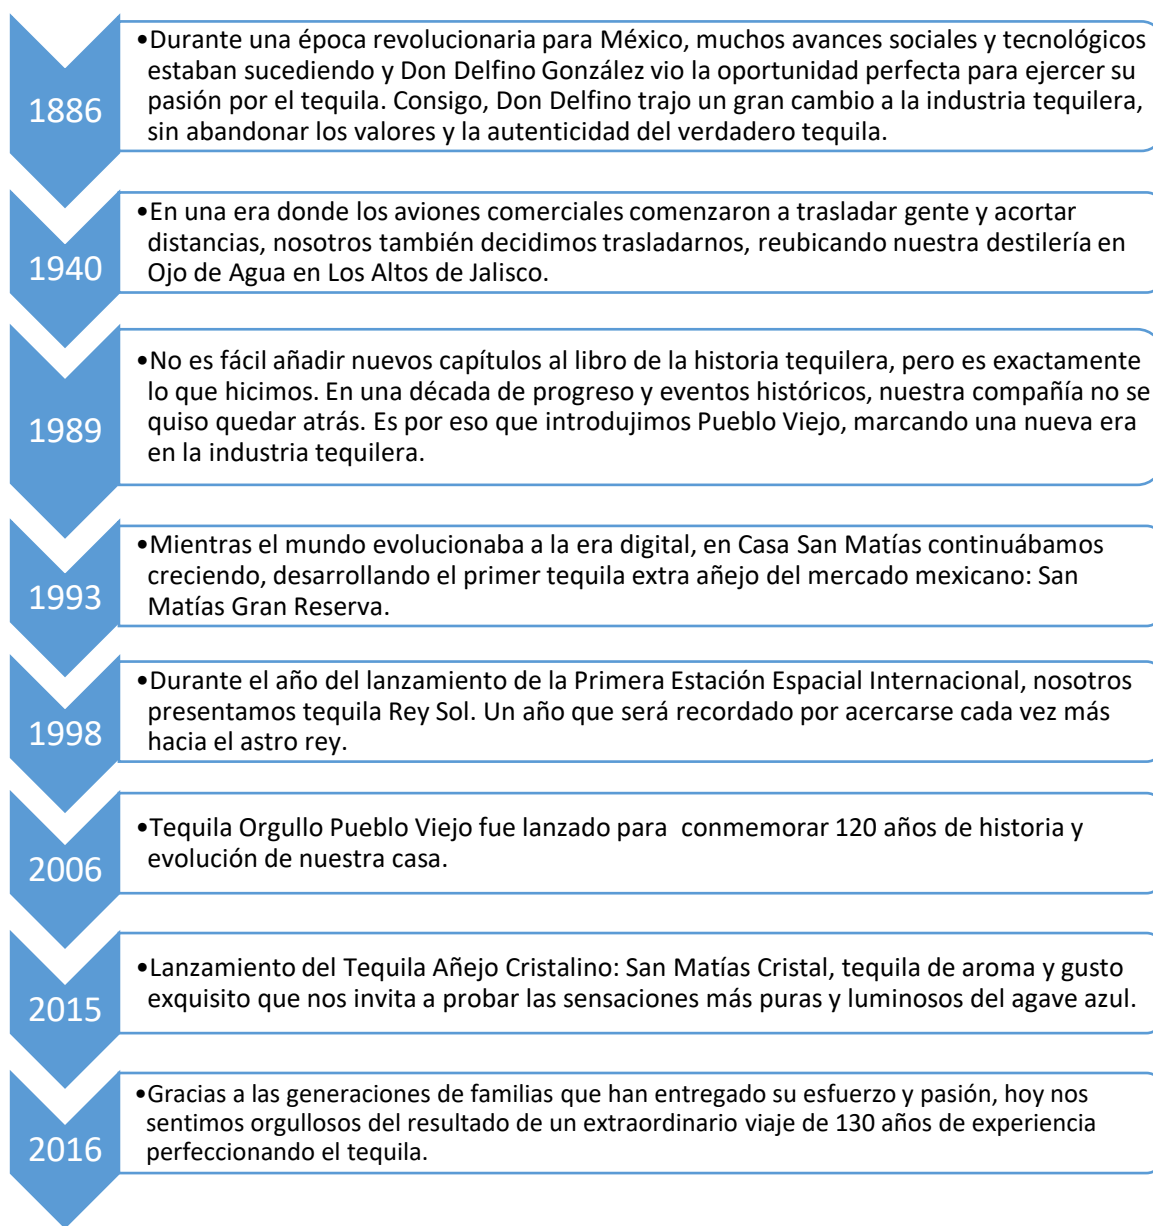 1886
•Durante una época revolucionaria para México, muchos avances sociales y tecnológicos
estaban sucediendo y Don Delfino González vio la oportunidad perfecta para ejercer su
pasión por el tequila. Consigo, Don Delfino trajo un gran cambio a la industria tequilera,
sin abandonar los valores y la autenticidad del verdadero tequila.
1940
•En una era donde los aviones comerciales comenzaron a trasladar gente y acortar
distancias, nosotros también decidimos trasladarnos, reubicando nuestra destilería en
Ojo de Agua en Los Altos de Jalisco.
1989
•No es fácil añadir nuevos capítulos al libro de la historia tequilera, pero es exactamente
lo que hicimos. En una década de progreso y eventos históricos, nuestra compañía no se
quiso quedar atrás. Es por eso que introdujimos Pueblo Viejo, marcando una nueva era
en la industria tequilera.
1993
•Mientras el mundo evolucionaba a la era digital, en Casa San Matías continuábamos
creciendo, desarrollando el primer tequila extra añejo del mercado mexicano: San
Matías Gran Reserva.
1998
•Durante el año del lanzamiento de la Primera Estación Espacial Internacional, nosotros
presentamos tequila Rey Sol. Un año que será recordado por acercarse cada vez más
hacia el astro rey.
2006
•Tequila Orgullo Pueblo Viejo fue lanzado para  conmemorar 120 años de historia y
evolución de nuestra casa.
2015
•Lanzamiento del Tequila Añejo Cristalino: San Matías Cristal, tequila de aroma y gusto
exquisito que nos invita a probar las sensaciones más puras y luminosos del agave azul.
2016
•Gracias a las generaciones de familias que han entregado su esfuerzo y pasión, hoy nos
sentimos orgullosos del resultado de un extraordinario viaje de 130 años de experiencia
perfeccionando el tequila.